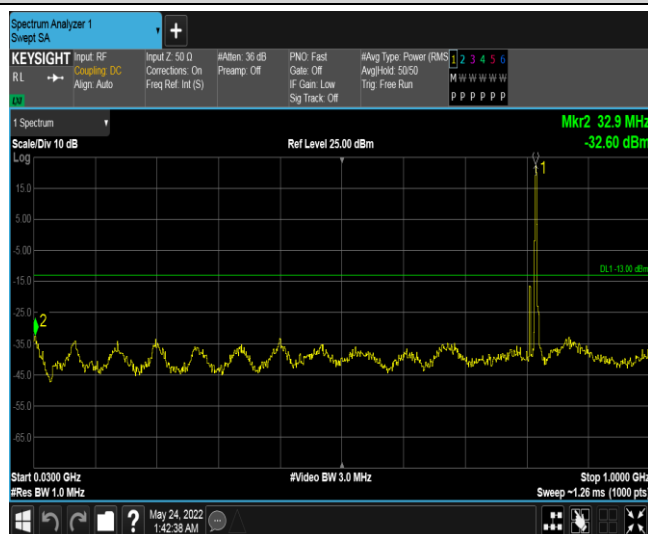 Spectrum Analyzer 1
Swept SA
+
KEYSIGHT
RL
Input: RF
Coupling: DC
Align: Auto
Input Z: 50 Ω
Corrections: On
Freq Ref: Int (S)
#Atten: 36 dB
Preamp: Off
PNO: Fast
Gate: Off
IF Gain: Low
Sig Track: Off
#Avg Type: Power (RMS
Avg|Hold: 50/50
Trig: Free Run
1 2 3 4 5 6
M W W W W W
P P P P P P
1 Spectrum
Mkr2 32.9 MHz
Scale/Div 10 dB
Ref Level 25.00 dBm
-32.60 dBm
Log
1
15.0
5.00
-5.00
DL1 -13.00 dBm
-15.0
-25.0
2
-35.0
-45.0
-55.0
-65.0
Start 0.0300 GHz
#Video BW 3.0 MHz
Stop 1.0000 GHz
#Res BW 1.0 MHz
Sweep ~1.26 ms (1000 pts)
?
May 24, 2022
1:42:38 AM